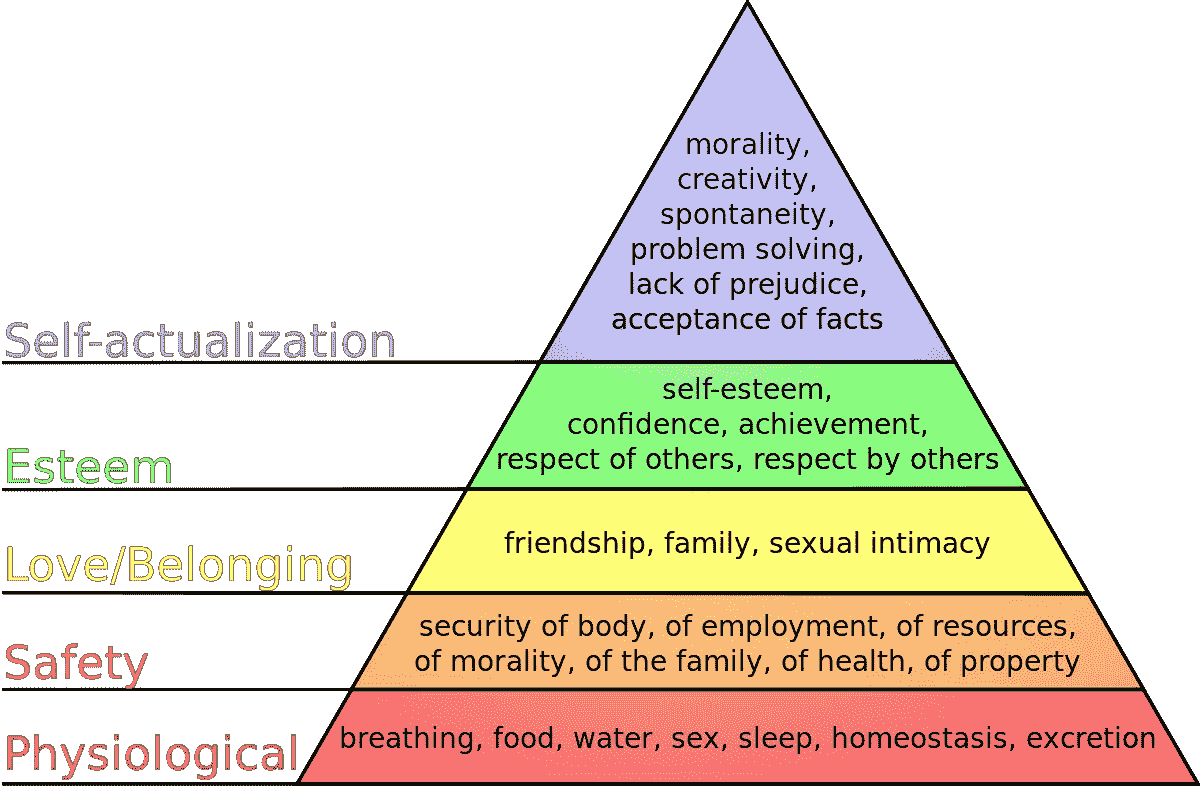 morality,
creativity,
spontaneity,
problem solving,
lack of prejudice,
acceptance of facts
Self-actualization
self-esteem,
confidence, achievement,
respect of others, respect by others
Esteem
friendship, family, sexual intimacy
Love/Belonging
security of body, of employment, of resources,
of morality, of the family, of health, of property
Safety
breathing, food, water, sex, sleep, homeostasis, excretion
Physiological